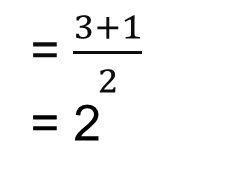 = 3+1
2
= 2